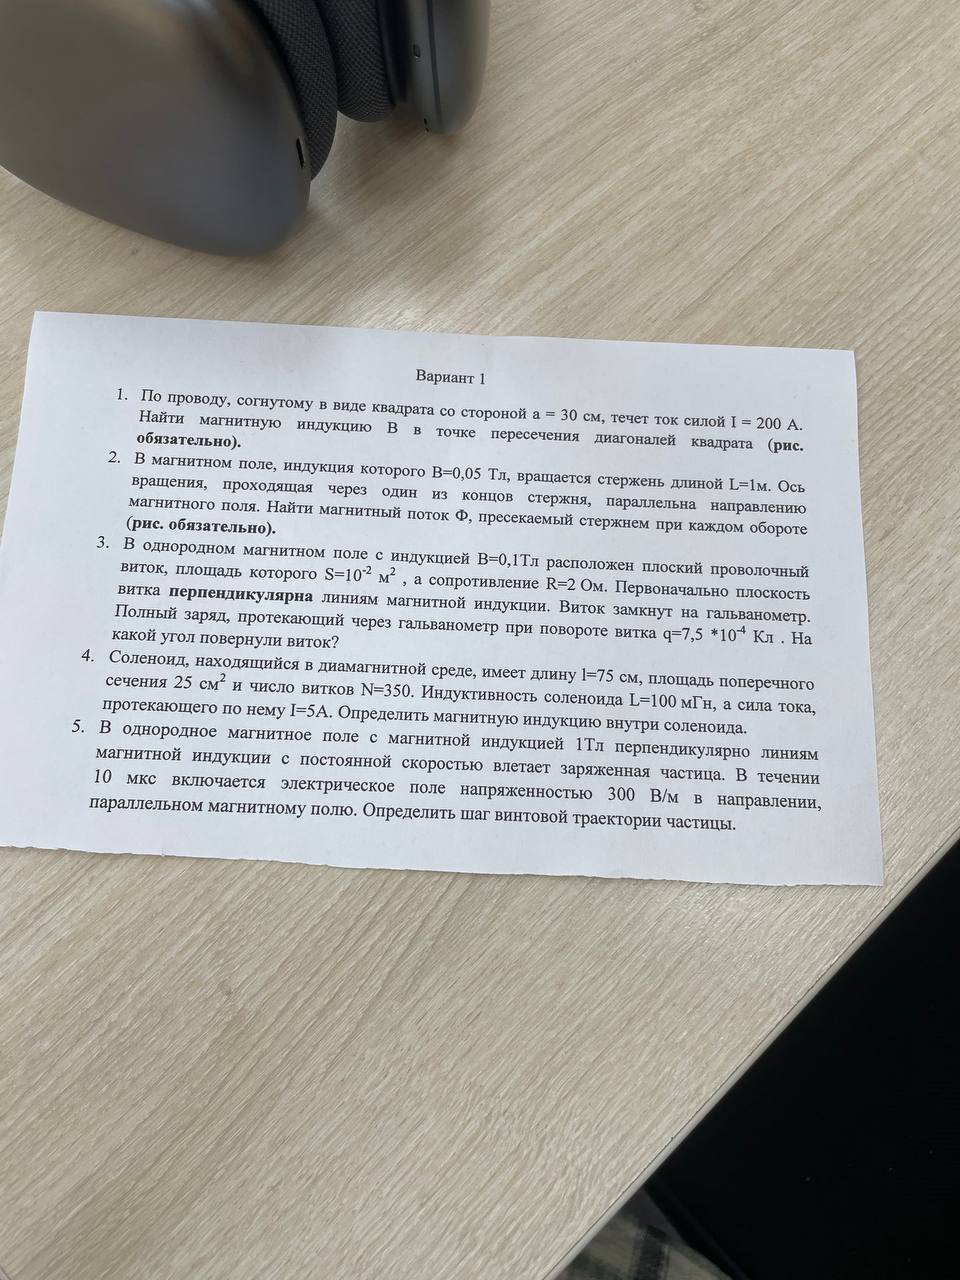 Вариант 1
1. По проводу, согнутому в виде квадрата со стороной a = 30 см, течет ток силой I = 200 А.
Найти магнитную индукцию В в точке пересечения диагоналей квадрата (рис.
обязательно).
2. В магнитном поле, индукция которого B=0,05 Тл, вращается стержень длиной L=1м. Ось
вращения, проходящая через один из концов стержня, параллельна направлению
магнитного поля. Найти магнитный поток Ф, пресекаемый стержнем при каждом обороте
(рис. обязательно).
3. В однородном магнитном поле с индукцией B=0,1Тл расположен плоский проволочный
виток, площадь которого S=10⁻² м² , а сопротивление R=2 Ом. Первоначально плоскость
витка перпендикулярна линиям магнитной индукции. Виток замкнут на гальванометр.
Полный заряд, протекающий через гальванометр при повороте витка q=7,5 *10⁻⁴ Кл . На
какой угол повернули виток?
4. Соленоид, находящийся в диамагнитной среде, имеет длину l=75 см, площадь поперечного
сечения 25 см² и число витков N=350. Индуктивность соленоида L=100 мГн, а сила тока,
протекающего по нему I=5А. Определить магнитную индукцию внутри соленоида.
5. В однородное магнитное поле с магнитной индукцией 1Тл перпендикулярно линиям
магнитной индукции с постоянной скоростью влетает заряженная частица. В течении
10 мкс включается электрическое поле напряженностью 300 В/м в направлении,
параллельном магнитному полю. Определить шаг винтовой траектории частицы.